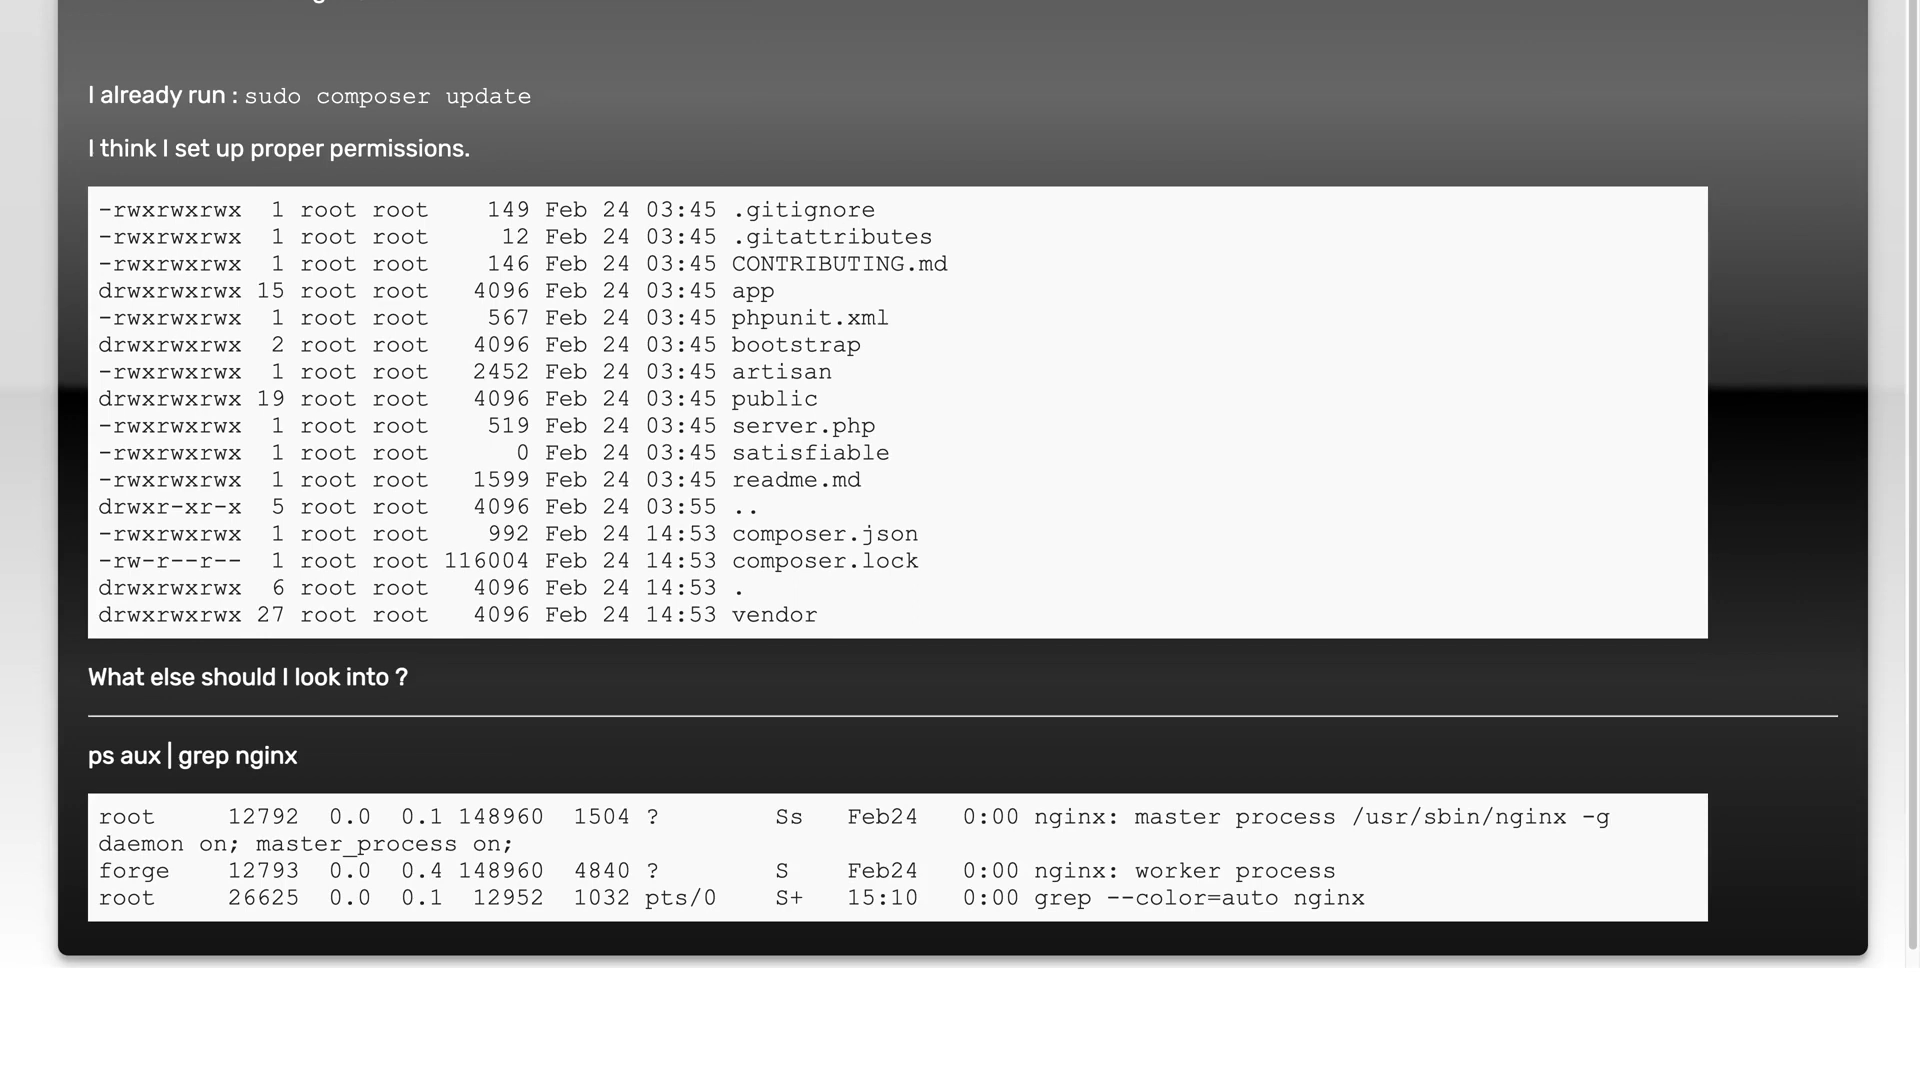 I already run : sudo composer update
I think I set up proper permissions.
-rwxrwxrwx  1 root root    149 Feb 24 03:45 .gitignore
-rwxrwxrwx  1 root root     12 Feb 24 03:45 .gitattributes
-rwxrwxrwx  1 root root    146 Feb 24 03:45 CONTRIBUTING.md
drwxrwxrwx 15 root root   4096 Feb 24 03:45 app
-rwxrwxrwx  1 root root    567 Feb 24 03:45 phpunit.xml
drwxrwxrwx  2 root root   4096 Feb 24 03:45 bootstrap
-rwxrwxrwx  1 root root   2452 Feb 24 03:45 artisan
drwxrwxrwx 19 root root   4096 Feb 24 03:45 public
-rwxrwxrwx  1 root root    519 Feb 24 03:45 server.php
-rwxrwxrwx  1 root root      0 Feb 24 03:45 satisfiable
-rwxrwxrwx  1 root root   1599 Feb 24 03:45 readme.md
drwxr-xr-x  5 root root   4096 Feb 24 03:55 ..
-rwxrwxrwx  1 root root    992 Feb 24 14:53 composer.json
-rw-r--r--  1 root root 116004 Feb 24 14:53 composer.lock
drwxrwxrwx  6 root root   4096 Feb 24 14:53 .
drwxrwxrwx 27 root root   4096 Feb 24 14:53 vendor
What else should I look into ?
ps aux | grep nginx
root     12792  0.0  0.1 148960  1504 ?        Ss   Feb24   0:00 nginx: master process /usr/sbin/nginx -g
daemon on; master_process on;
forge    12793  0.0  0.4 148960  4840 ?        S    Feb24   0:00 nginx: worker process
root     26625  0.0  0.1  12952  1032 pts/0    S+   15:10   0:00 grep --color=auto nginx